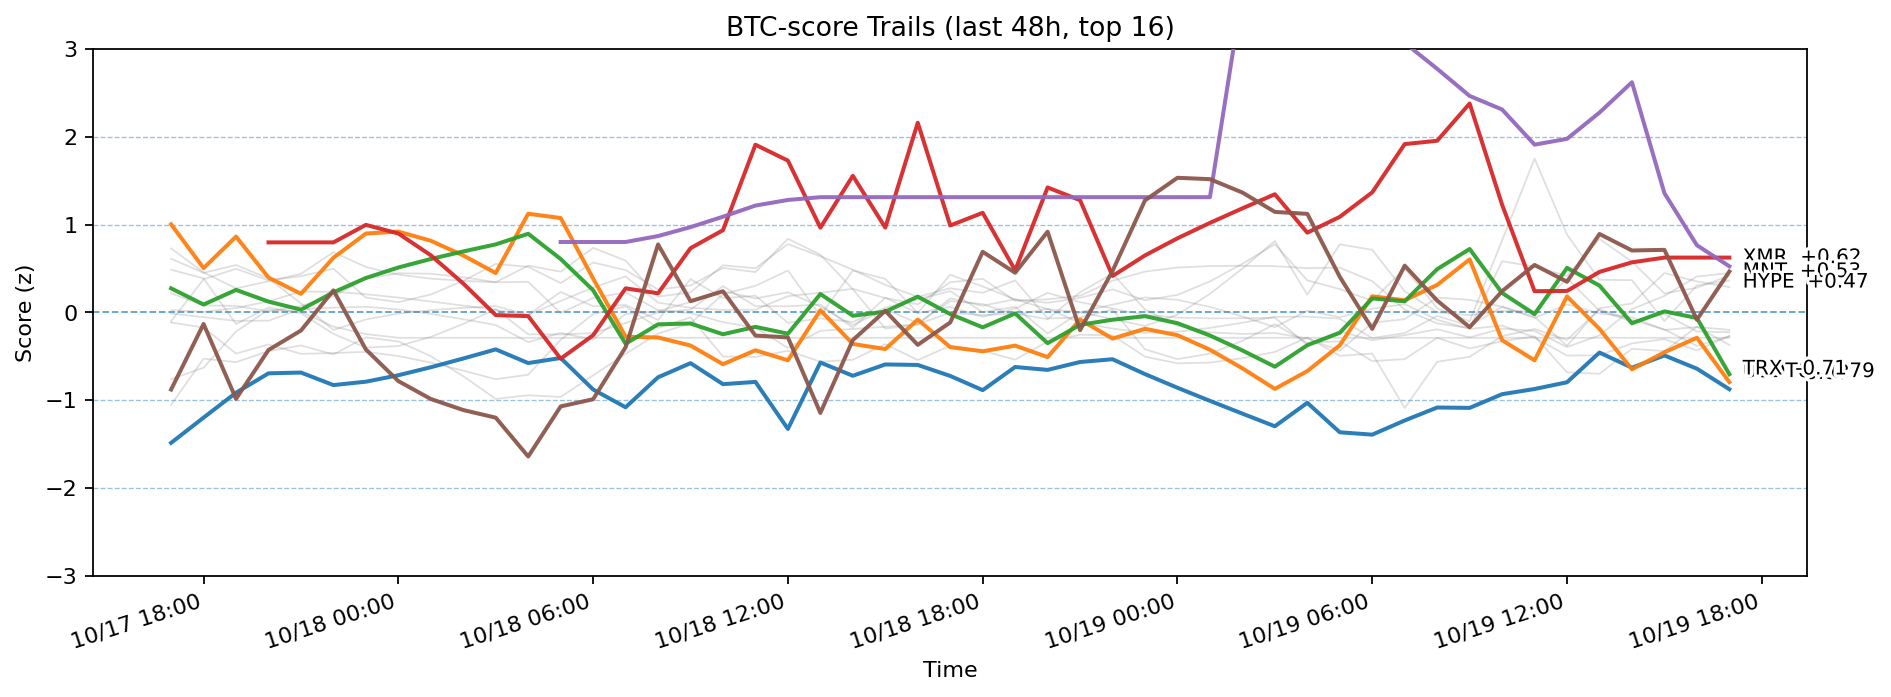 BTC-score Trails (last 48h, top 16)
Score (z)
3
2
1
0
−1
−2
−3
XMR +0.62
MNT +0.53
HYPE +0.47
TRX −0.71
10/17 18:00
10/18 00:00
10/18 06:00
10/18 12:00
10/18 18:00
10/19 00:00
10/19 06:00
10/19 12:00
10/19 18:00
Time